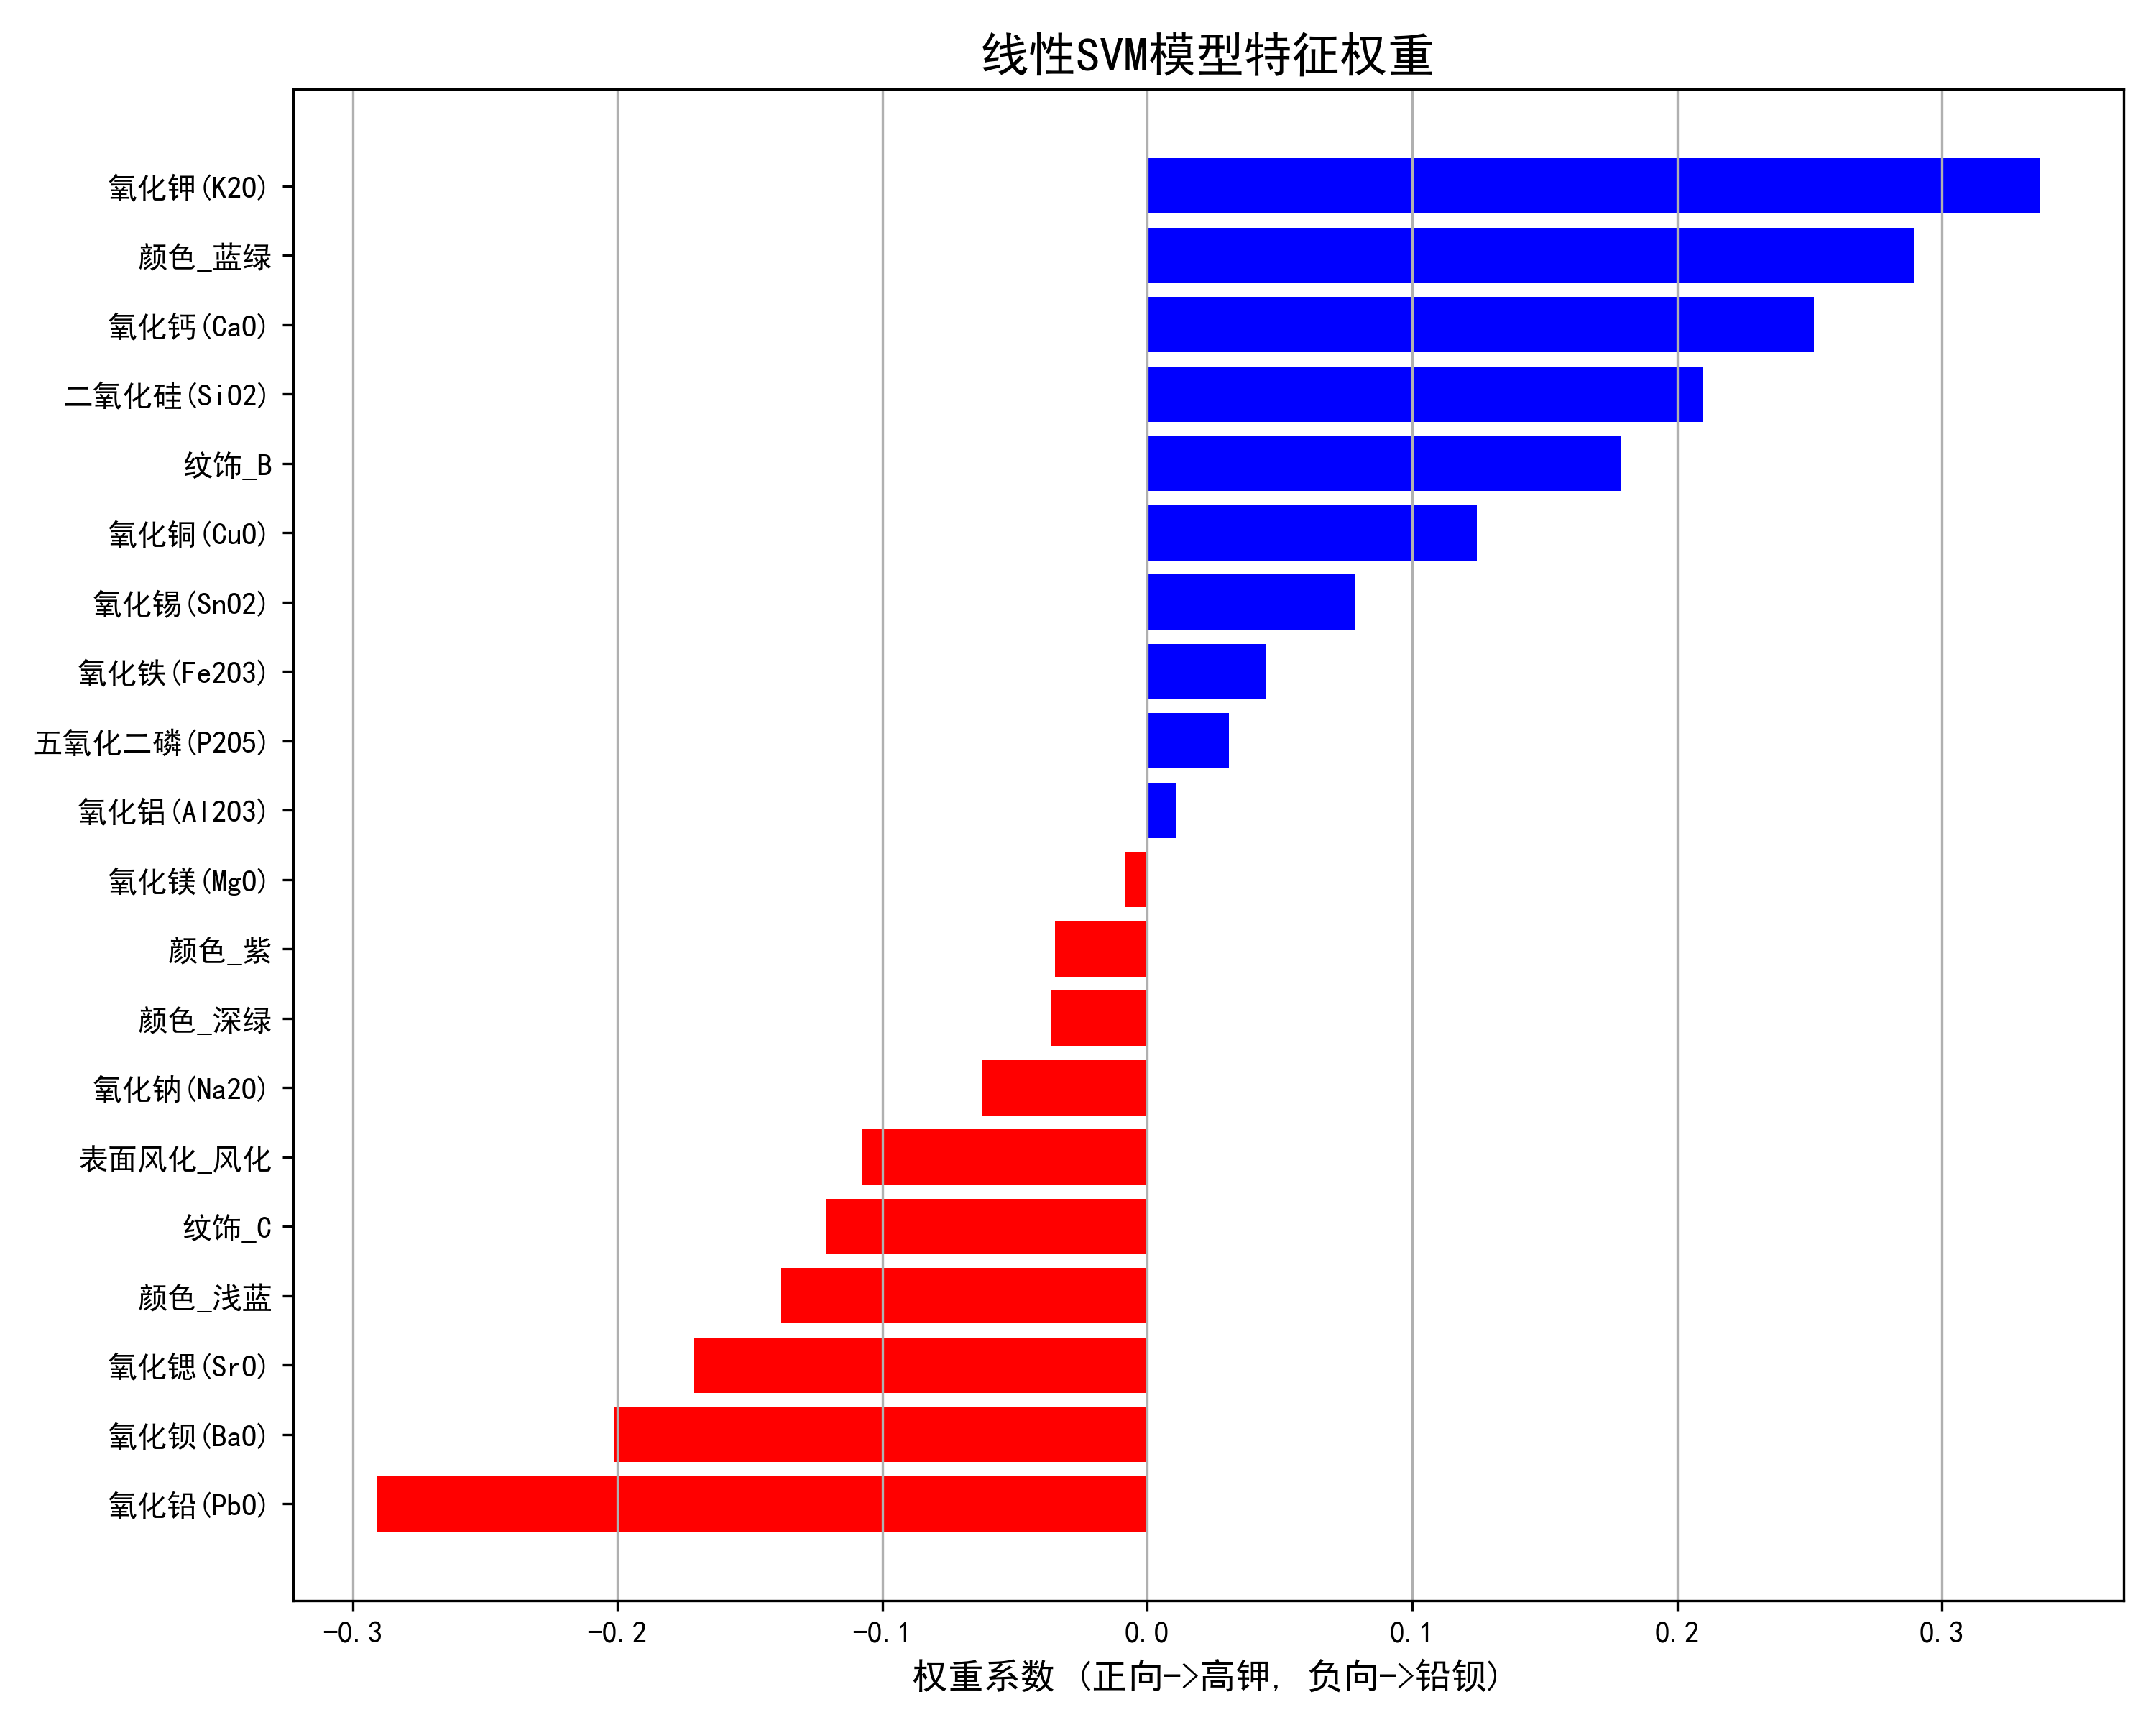 线性SVM模型特征权重
氧化钾(K2O)
颜色_蓝绿
氧化钙(CaO)
二氧化硅(SiO2)
纹饰_B
氧化铜(CuO)
氧化锡(SnO2)
氧化铁(Fe2O3)
五氧化二磷(P2O5)
氧化铝(Al2O3)
氧化镁(MgO)
颜色_紫
颜色_深绿
氧化钠(Na2O)
表面风化_风化
纹饰_C
颜色_浅蓝
氧化锶(SrO)
氧化钡(BaO)
氧化铅(PbO)
-0.3 -0.2 -0.1 0.0 0.1 0.2 0.3
权重系数 (正向->高钾, 负向->铅钡)